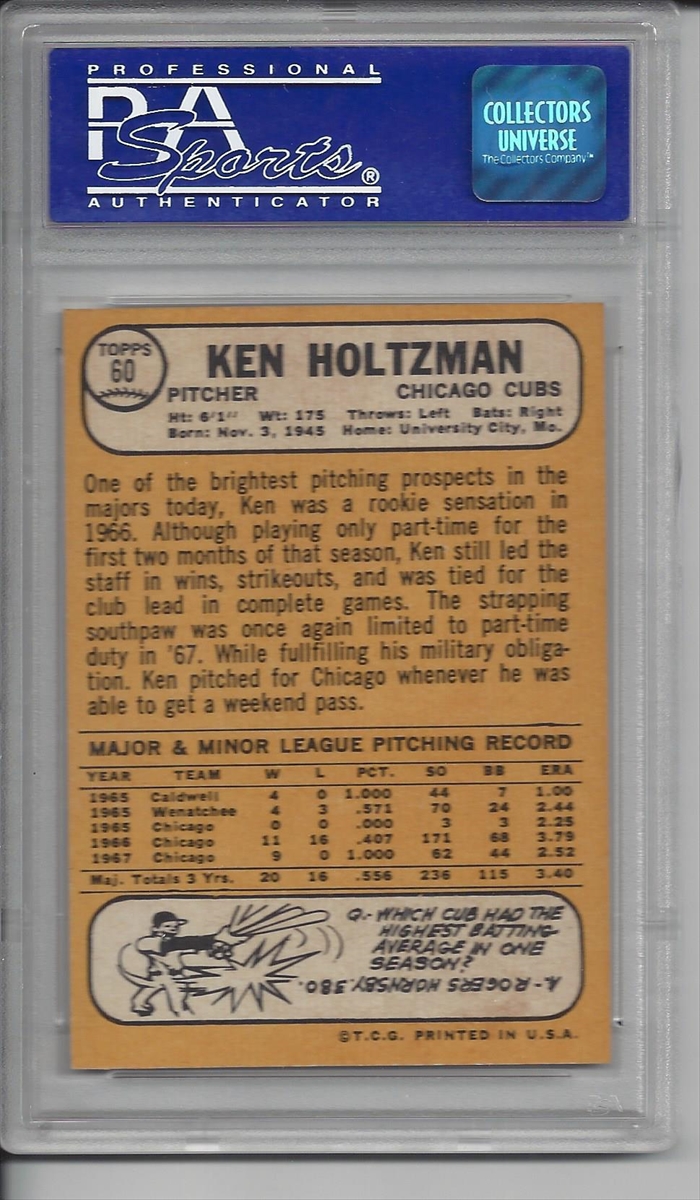 PROFESSIONAL
PSA
Sports®
AUTHENTICATOR
COLLECTORS
UNIVERSE
The Collectors Company™
TOPPS
60
KEN HOLTZMAN
PITCHER CHICAGO CUBS
Ht: 6'1" Wt: 175 Throws: Left Bats: Right
Born: Nov. 3, 1945 Home: University City, Mo.
One of the brightest pitching prospects in the
majors today, Ken was a rookie sensation in
1966. Although playing only part-time for the
first two months of that season, Ken still led the
staff in wins, strikeouts, and was tied for the
club lead in complete games. The strapping
southpaw was once again limited to part-time
duty in '67. While fullfilling his military obliga-
tion. Ken pitched for Chicago whenever he was
able to get a weekend pass.
MAJOR & MINOR LEAGUE PITCHING RECORD
YEAR TEAM W L PCT. SO BB ERA
1965 Caldwell 4 0 1.000 44 7 1.00
1965 Wenatchee 4 3 .571 70 24 2.44
1965 Chicago 0 0 .000 3 3 2.25
1966 Chicago 11 16 .407 171 68 3.79
1967 Chicago 9 0 1.000 62 44 2.52
Maj. Totals 3 Yrs. 20 16 .556 236 115 3.40
Q.- WHICH CUB HAD THE
HIGHEST BATTING
AVERAGE IN ONE
SEASON?
A- ROGERS HORNSBY, 380.
©T.C.G. PRINTED IN U.S.A.